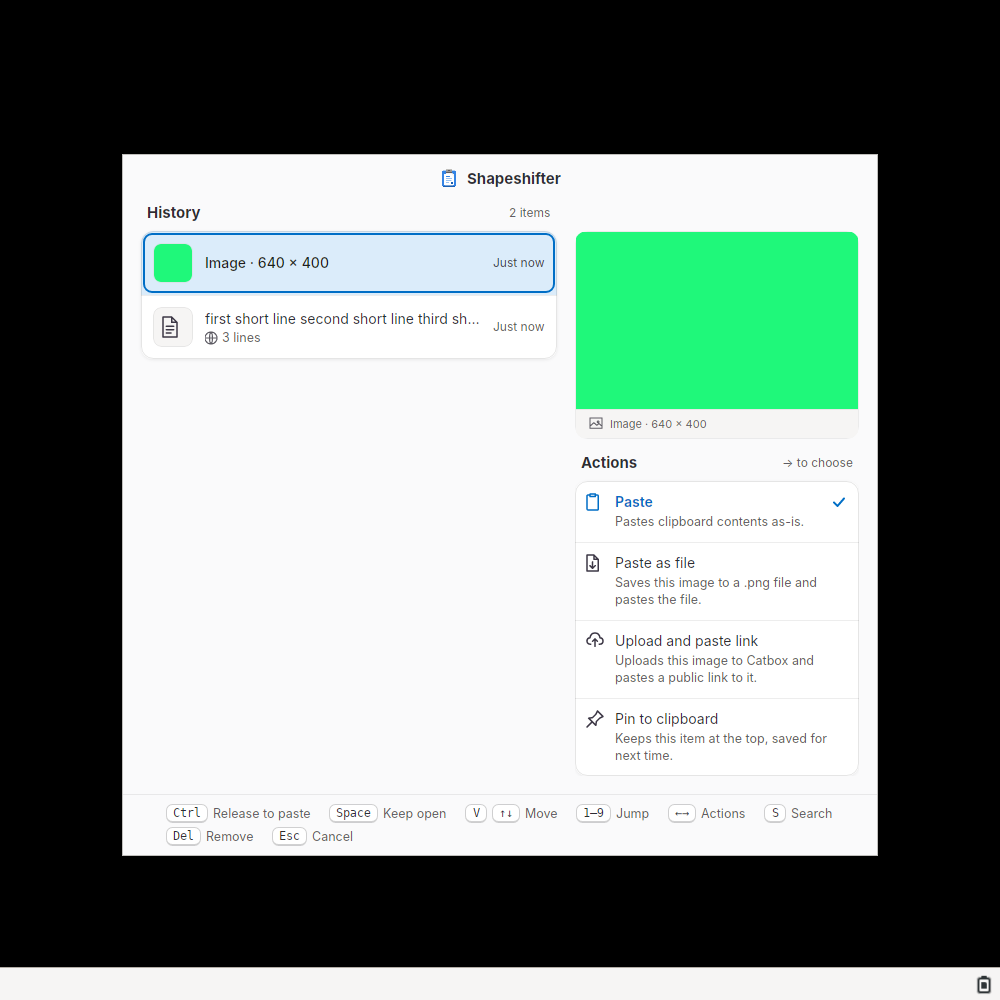 Shapeshifter
History
2 items
Image · 640 × 400
Just now
first short line second short line third sh...
Just now
3 lines
Image · 640 × 400
Actions
→ to choose
Paste
Pastes clipboard contents as-is.
Paste as file
Saves this image to a .png file and
pastes the file.
Upload and paste link
Uploads this image to Catbox and
pastes a public link to it.
Pin to clipboard
Keeps this item at the top, saved for
next time.
Ctrl Release to paste Space Keep open V ↑↓ Move 1–9 Jump ←→ Actions S Search
Del Remove Esc Cancel